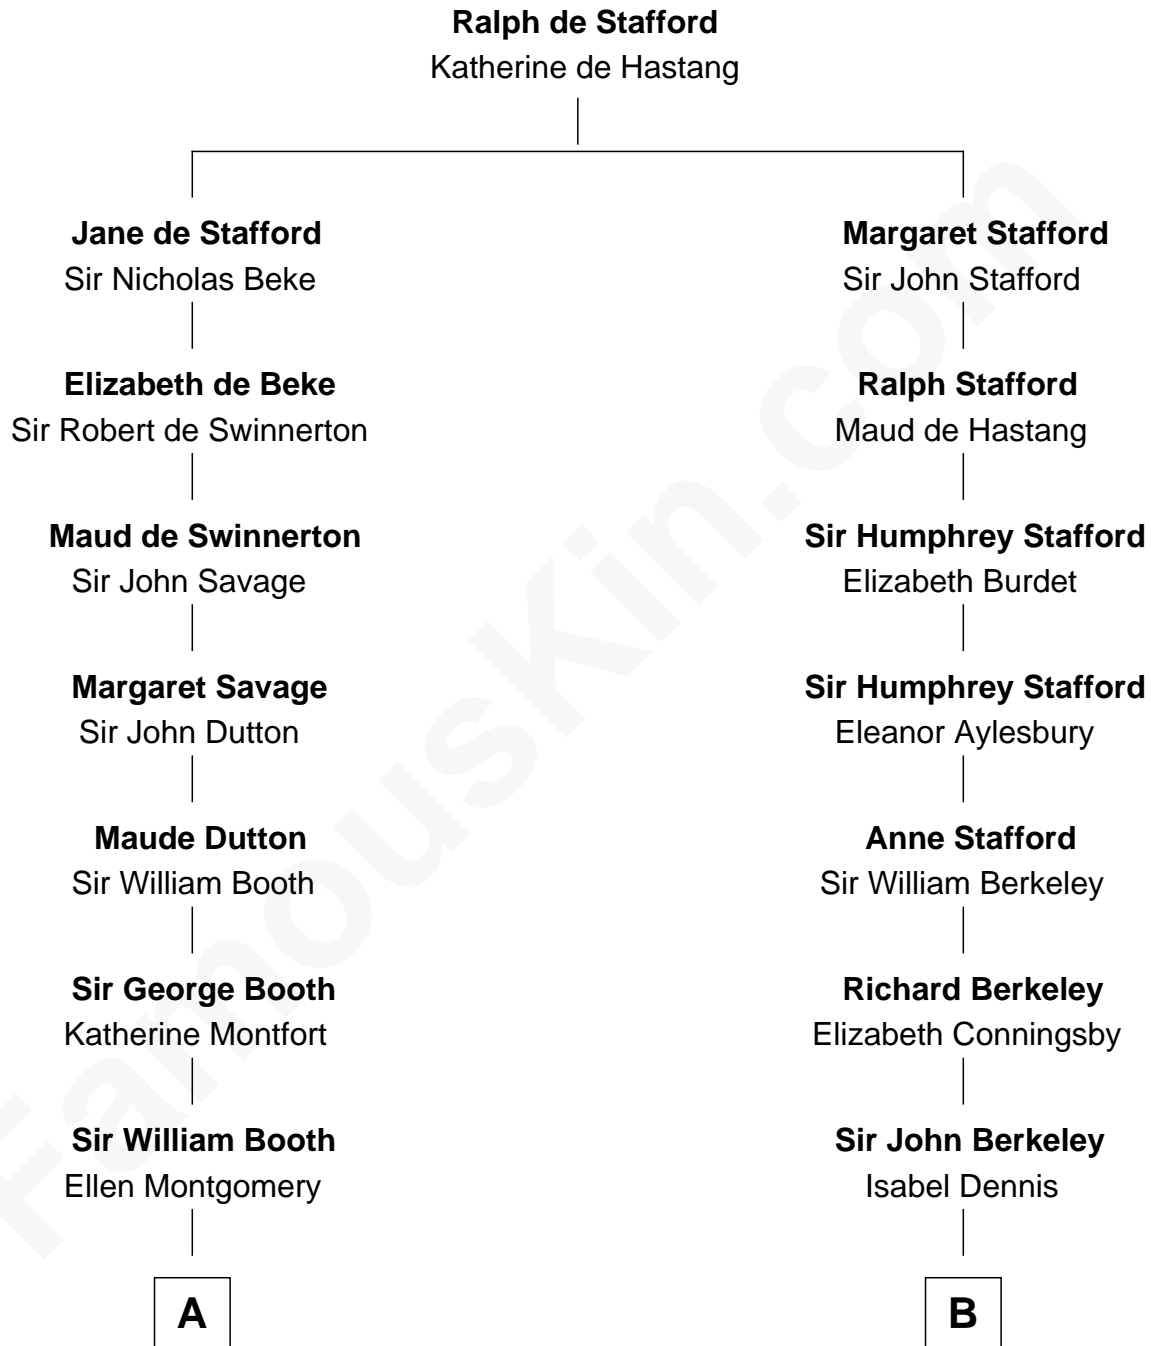 Ralph de Stafford
Katherine de Hastang
Jane de Stafford
Sir Nicholas Beke
Margaret Stafford
Sir John Stafford
Elizabeth de Beke
Sir Robert de Swinnerton
Ralph Stafford
Maud de Hastang
Maud de Swinnerton
Sir John Savage
Sir Humphrey Stafford
Elizabeth Burdet
Margaret Savage
Sir John Dutton
Sir Humphrey Stafford
Eleanor Aylesbury
Maude Dutton
Sir William Booth
Anne Stafford
Sir William Berkeley
Sir George Booth
Katherine Montfort
Richard Berkeley
Elizabeth Conningsby
Sir William Booth
Ellen Montgomery
Sir John Berkeley
Isabel Dennis
A
B
FamousKin.com